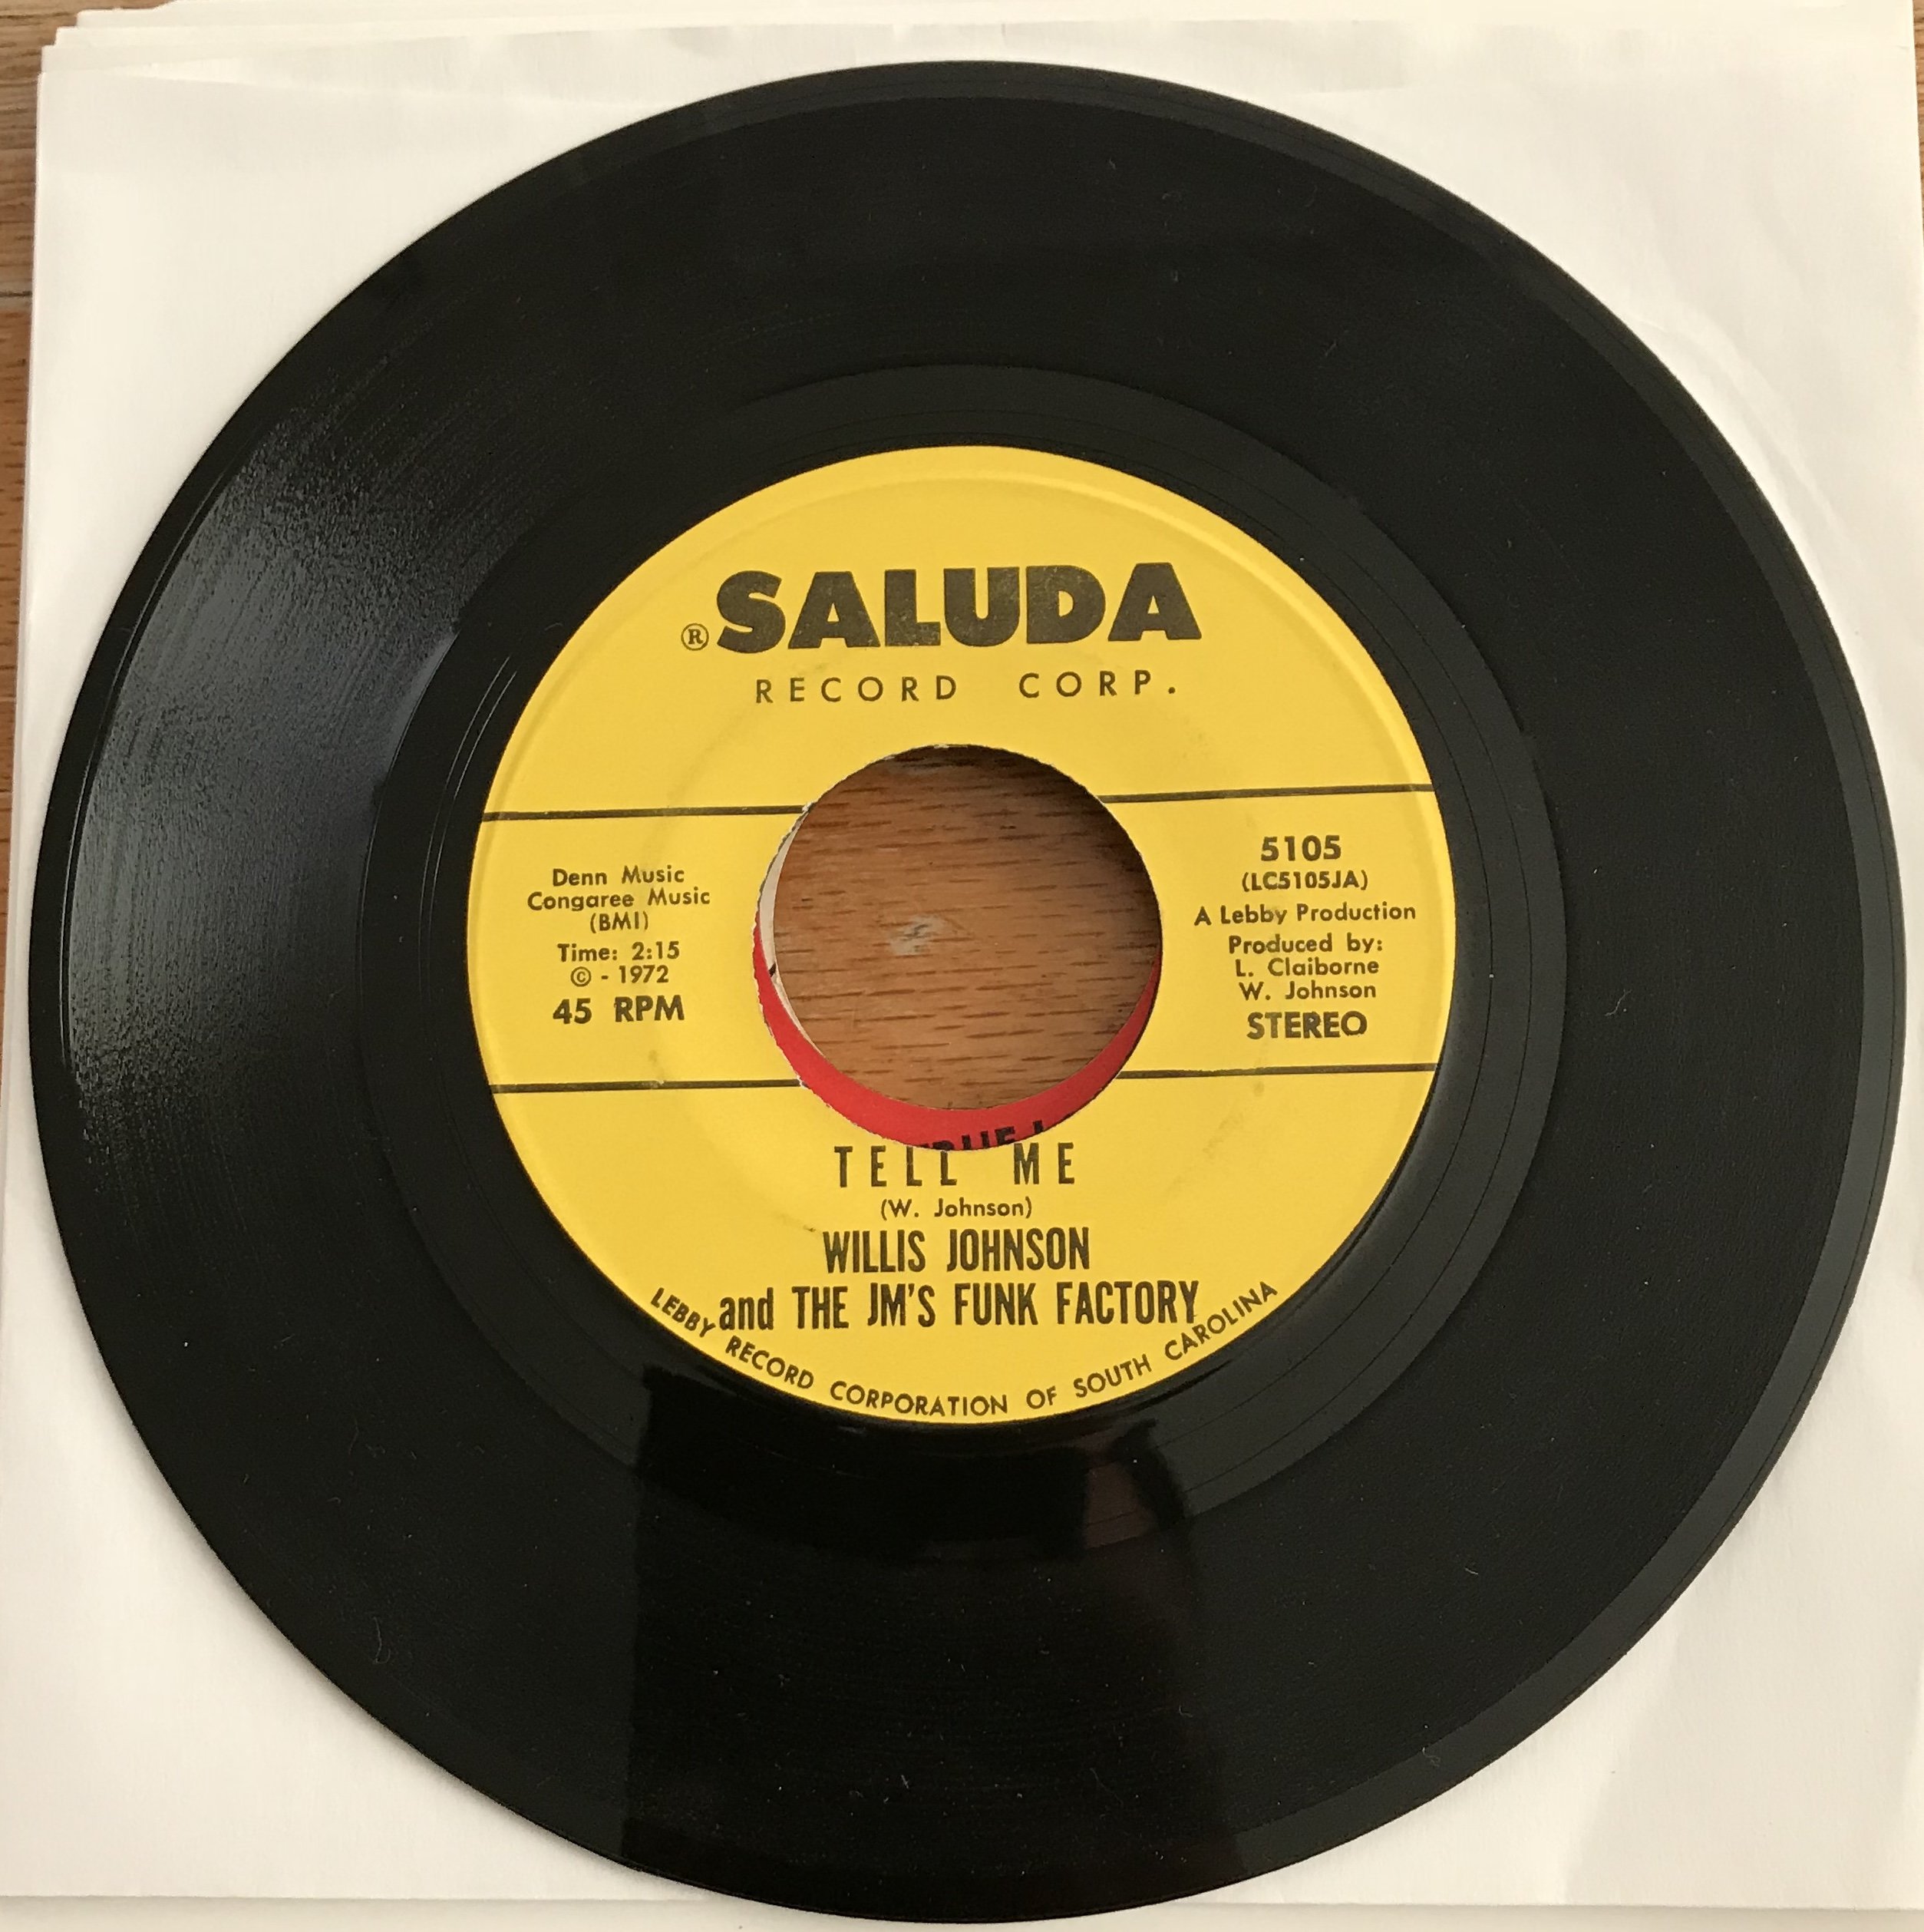 ® SALUDA
RECORD CORP.
Denn Music
Congaree Music
(BMI)
Time: 2:15
© - 1972
45 RPM
5105
(LC5105JA)
A Lebby Production
Produced by:
L. Claiborne
W. Johnson
STEREO
TELL ME
(W. Johnson)
WILLIS JOHNSON
and THE JM'S FUNK FACTORY
LEBBY RECORD CORPORATION OF SOUTH CAROLINA